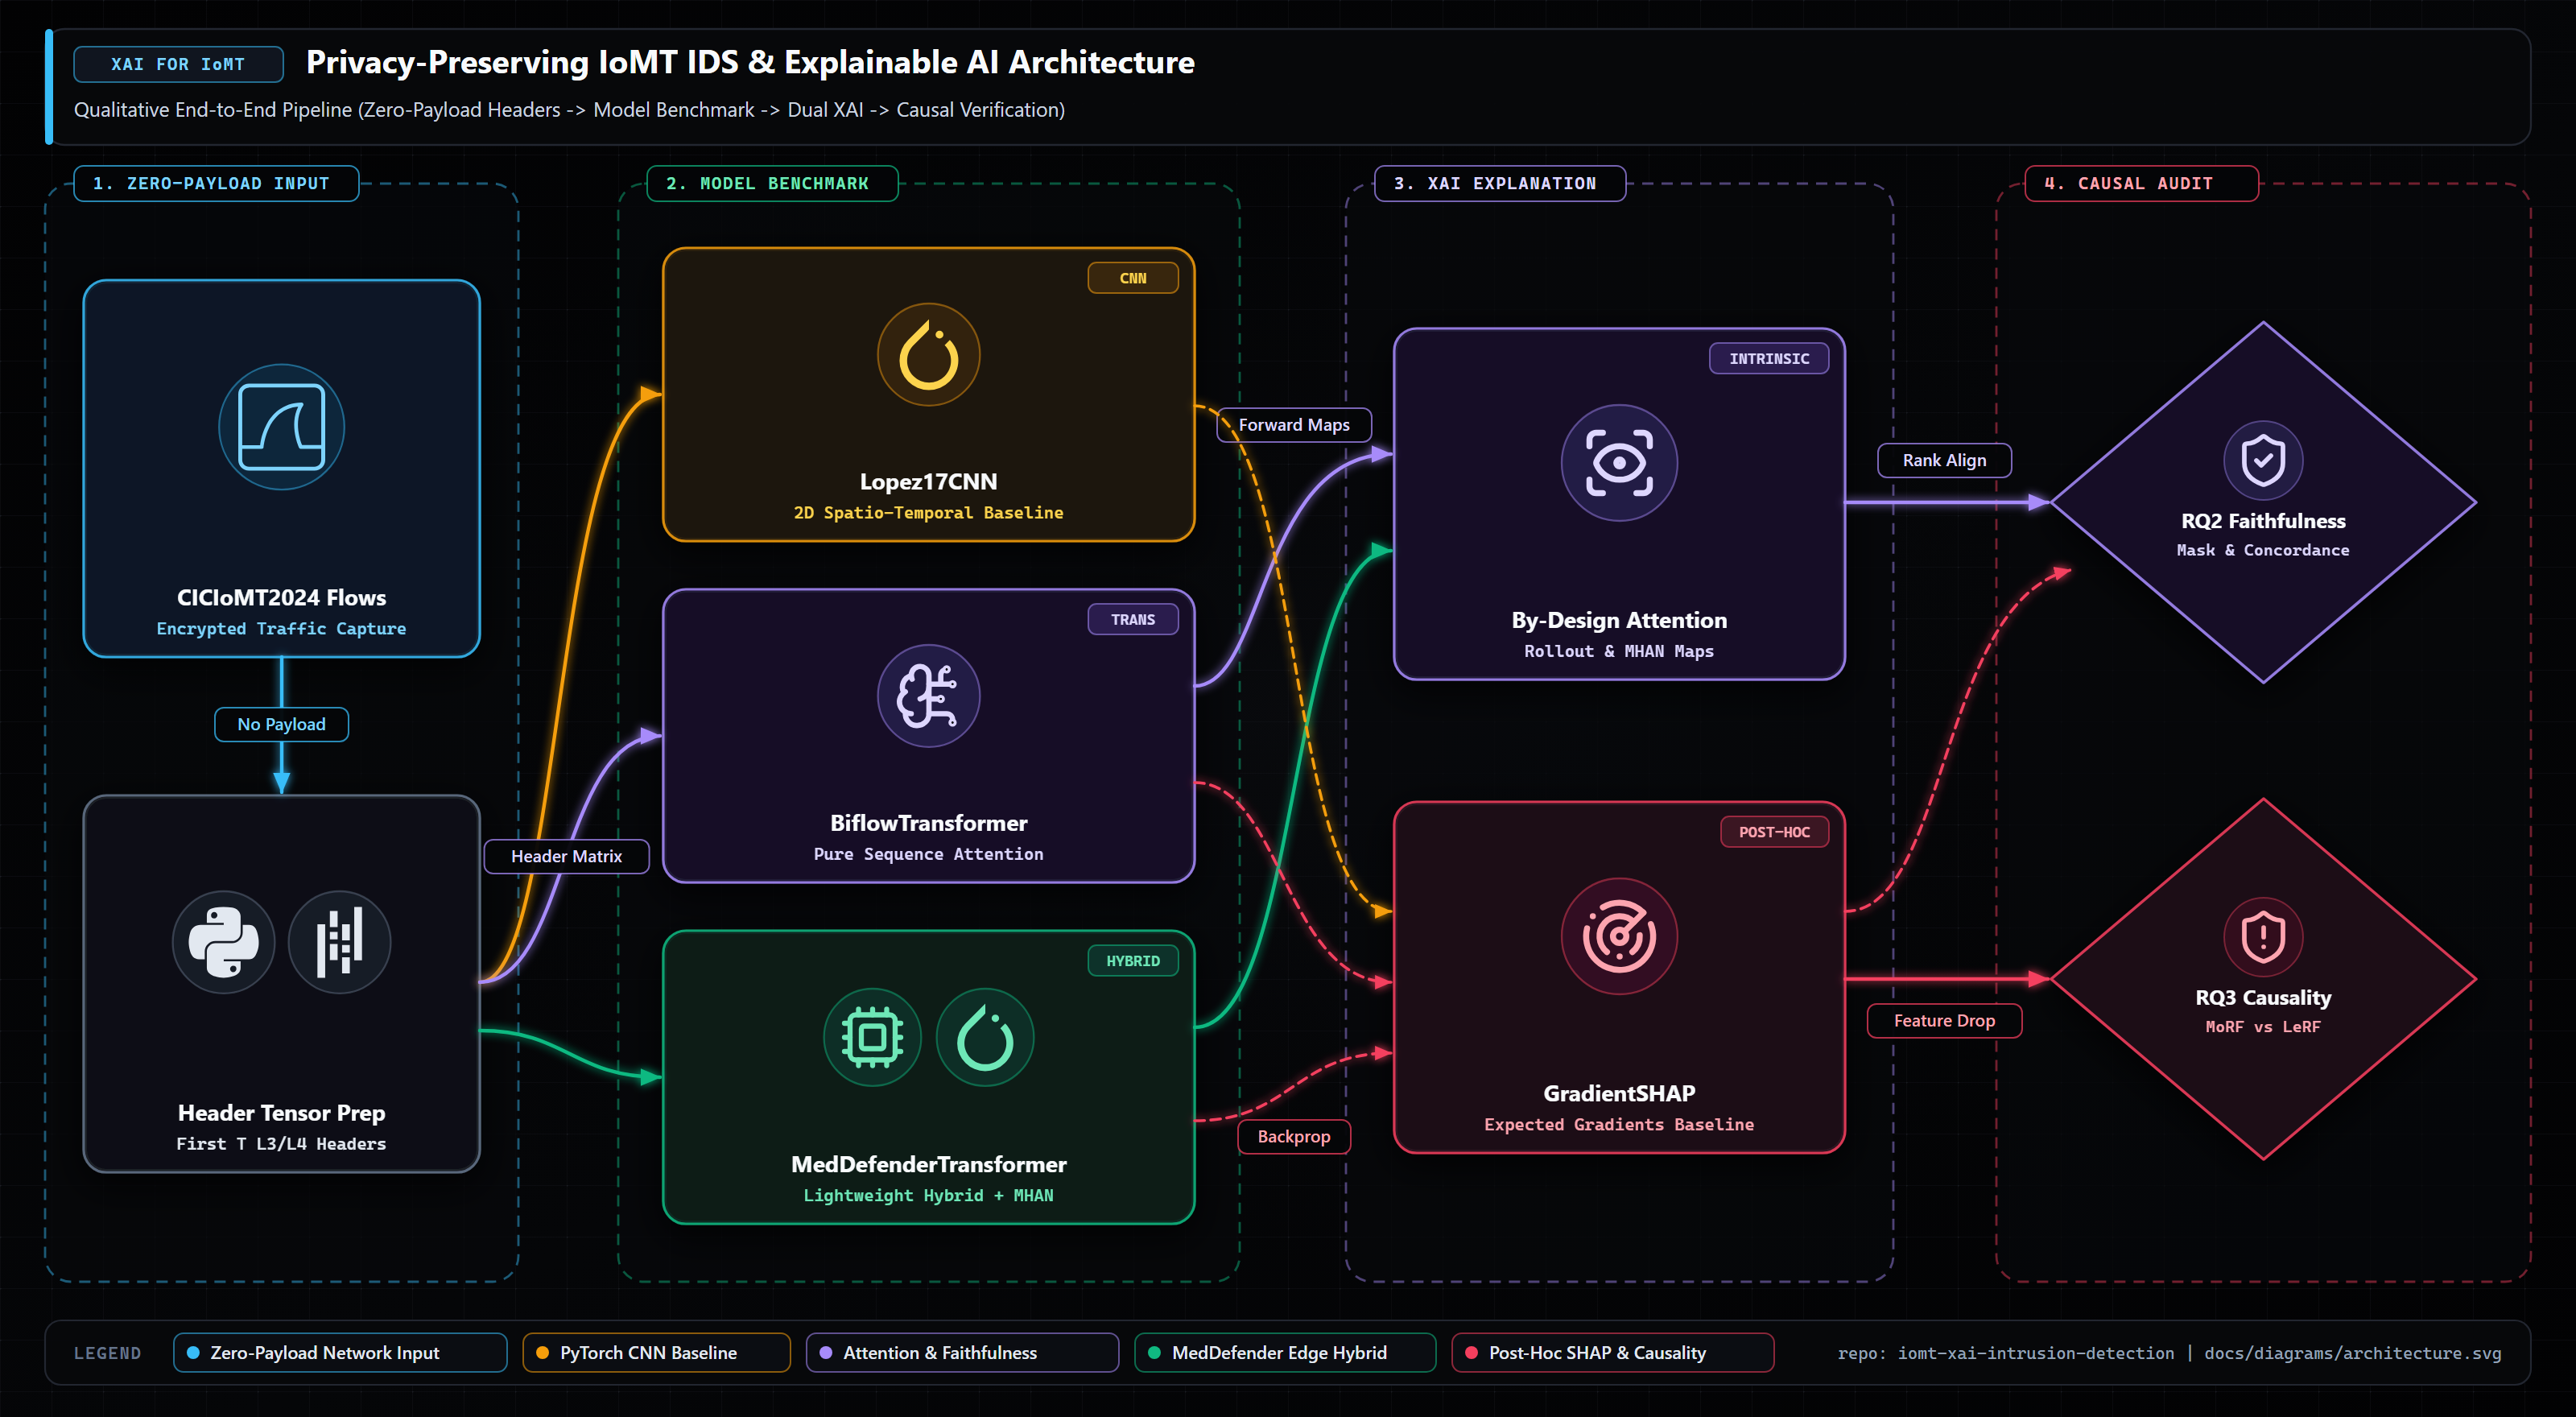 XAI FOR IoMT
Privacy-Preserving IoMT IDS & Explainable AI Architecture
Qualitative End-to-End Pipeline (Zero-Payload Headers -> Model Benchmark -> Dual XAI -> Causal Verification)
1. ZERO-PAYLOAD INPUT
CICIoMT2024 Flows
Encrypted Traffic Capture
No Payload
Header Tensor Prep
First T L3/L4 Headers
Header Matrix
2. MODEL BENCHMARK
CNN
Lopez17CNN
2D Spatio-Temporal Baseline
TRANS
BiflowTransformer
Pure Sequence Attention
HYBRID
MedDefenderTransformer
Lightweight Hybrid + MHAN
Forward Maps
Backprop
3. XAI EXPLANATION
INTRINSIC
By-Design Attention
Rollout & MHAN Maps
POST-HOC
GradientSHAP
Expected Gradients Baseline
Rank Align
Feature Drop
4. CAUSAL AUDIT
RQ2 Faithfulness
Mask & Concordance
RQ3 Causality
MoRF vs LeRF
LEGEND
Zero-Payload Network Input
PyTorch CNN Baseline
Attention & Faithfulness
MedDefender Edge Hybrid
Post-Hoc SHAP & Causality
repo: iomt-xai-intrusion-detection | docs/diagrams/architecture.svg